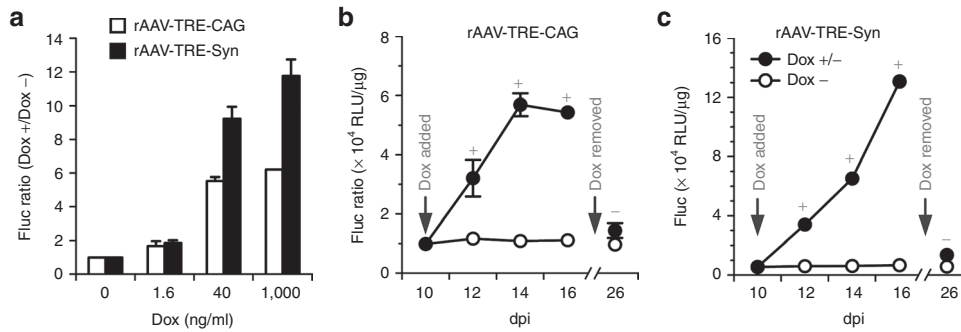 a
rAAV-TRE-CAG
rAAV-TRE-Syn
Fluc ratio (Dox +/Dox −)
14
12
10
8
6
4
2
0
0 1.6 40 1,000
Dox (ng/ml)
b
rAAV-TRE-CAG
Fluc ratio (× 10⁴ RLU/µg)
8
6
4
2
0
Dox added
Dox removed
+
+
+
−
10 12 14 16 26
dpi
c
rAAV-TRE-Syn
Dox +/−
Dox −
Fluc (× 10⁴ RLU/µg)
16
12
8
4
0
Dox added
Dox removed
+
+
+
−
10 12 14 16 26
dpi